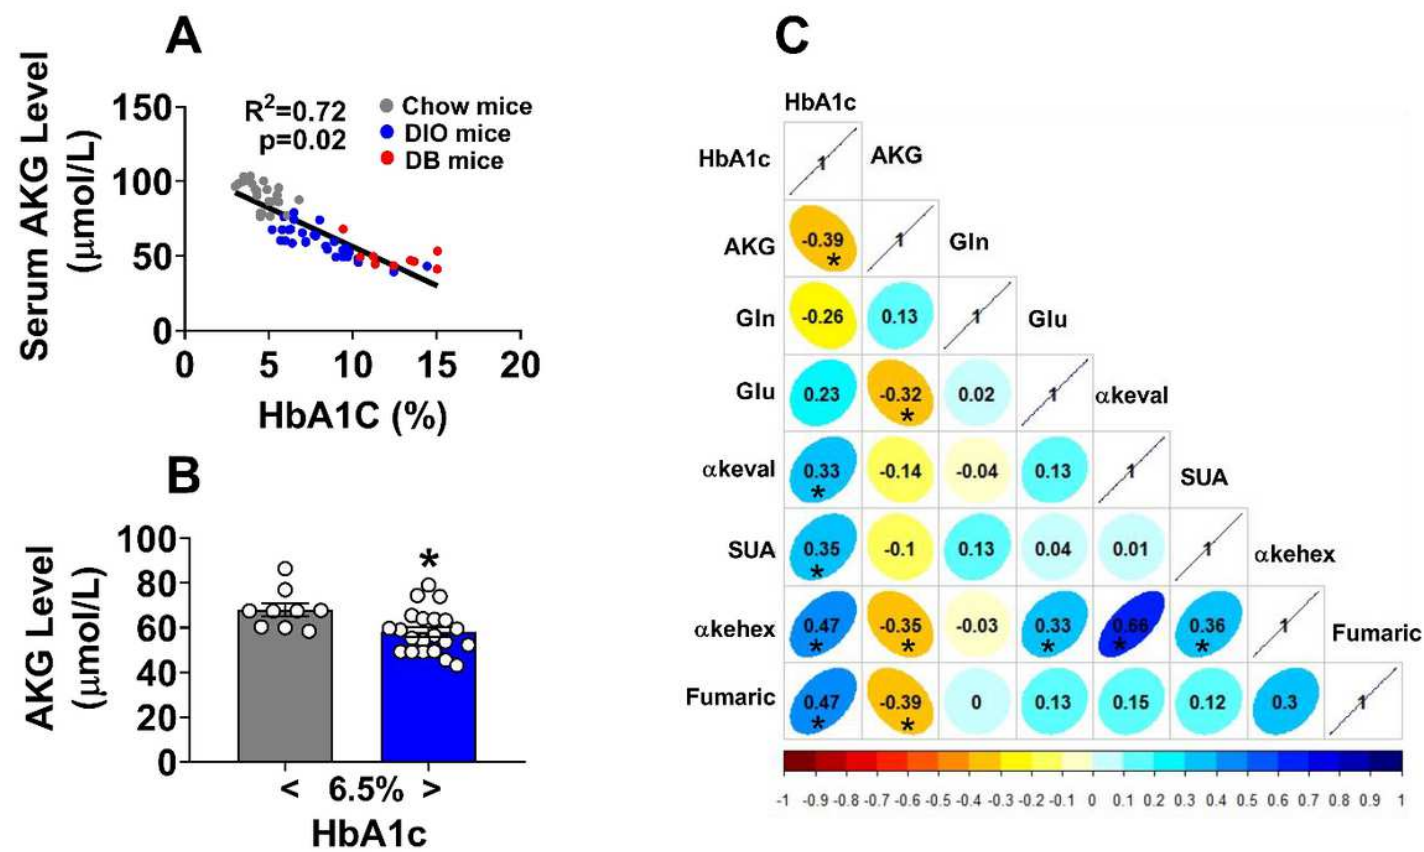 A
Serum AKG Level
(μmol/L)
150
100
50
0
R²=0.72
p=0.02
Chow mice
DIO mice
DB mice
0 5 10 15 20
HbA1C (%)
B
AKG Level
(μmol/L)
100
80
60
40
20
0
*
< 6.5% >
HbA1c
C
HbA1c
HbA1c 1 AKG
AKG -0.39 * 1 Gln
Gln -0.26 0.13 1 Glu
Glu 0.23 -0.32 * 0.02 1 αkeval
αkeval 0.33 * -0.14 -0.04 0.13 1 SUA
SUA 0.35 * -0.1 0.13 0.04 0.01 1 αkehex
αkehex 0.47 * -0.35 * -0.03 0.33 * 0.66 * 0.36 * 1 Fumaric
Fumaric 0.47 * -0.39 * 0 0.13 0.15 0.12 0.3 1
-1 -0.9 -0.8 -0.7 -0.6 -0.5 -0.4 -0.3 -0.2 -0.1 0 0.1 0.2 0.3 0.4 0.5 0.6 0.7 0.8 0.9 1